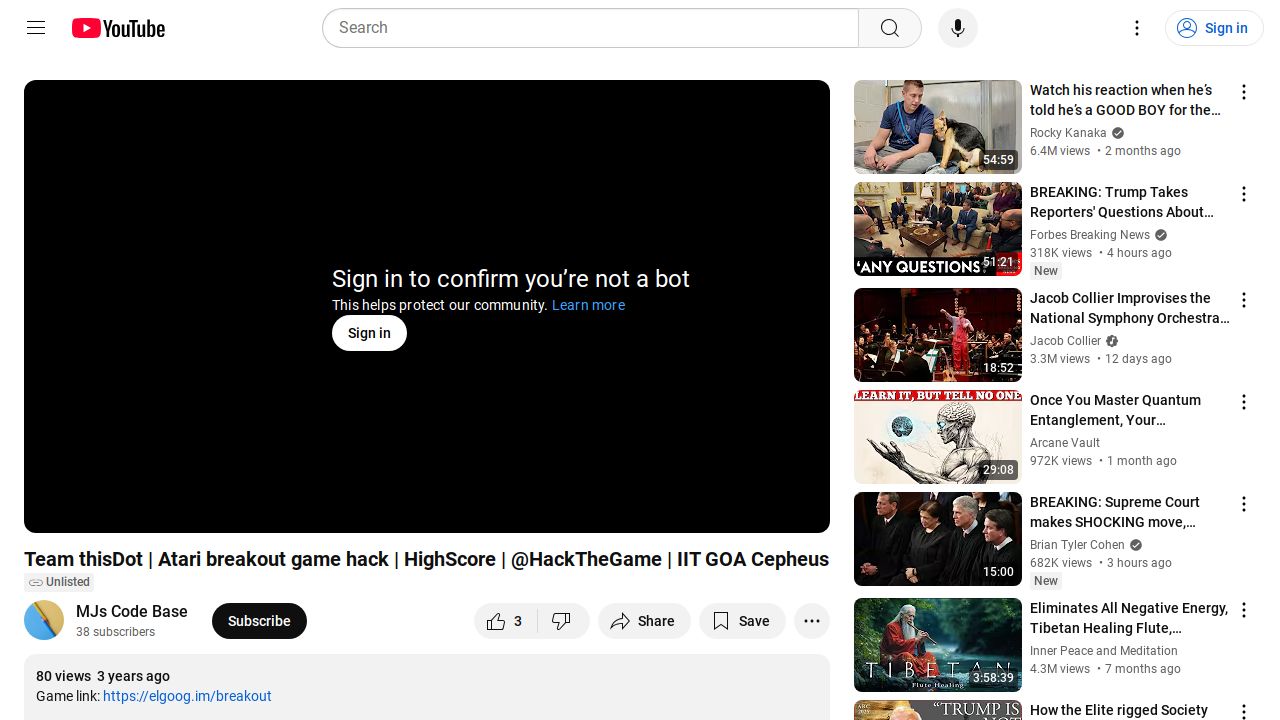 YouTube
Search
Sign in
Sign in to confirm you’re not a bot
This helps protect our community. Learn more
Sign in
Team thisDot | Atari breakout game hack | HighScore | @HackTheGame | IIT GOA Cepheus
Unlisted
MJs Code Base
38 subscribers
Subscribe
3
Share
Save
80 views 3 years ago
Game link: https://elgoog.im/breakout
54:59
Watch his reaction when he’s
told he’s a GOOD BOY for the…
Rocky Kanaka
6.4M views • 2 months ago
‘ANY QUESTIONS
51:21
BREAKING: Trump Takes
Reporters' Questions About…
Forbes Breaking News
318K views • 4 hours ago
New
18:52
Jacob Collier Improvises the
National Symphony Orchestra…
Jacob Collier
3.3M views • 12 days ago
LEARN IT, BUT TELL NO ONE
29:08
Once You Master Quantum
Entanglement, Your…
Arcane Vault
972K views • 1 month ago
15:00
BREAKING: Supreme Court
makes SHOCKING move,…
Brian Tyler Cohen
682K views • 3 hours ago
New
TIBETAN
Flute Healing
3:58:39
Eliminates All Negative Energy,
Tibetan Healing Flute,…
Inner Peace and Meditation
4.3M views • 7 months ago
“TRUMP IS
How the Elite rigged Society